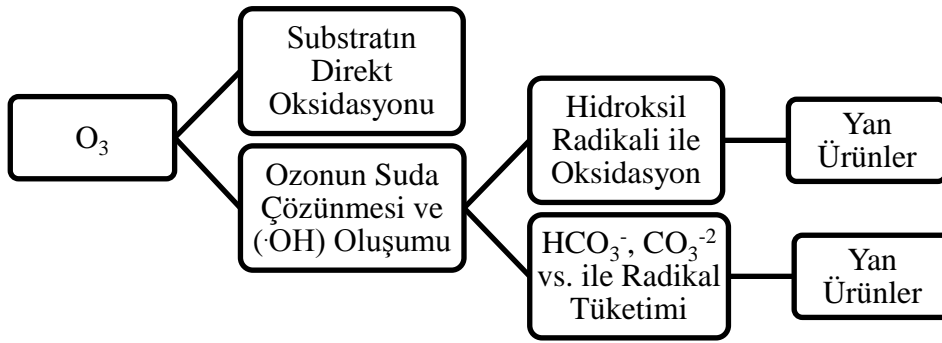 O₃
Substratın
Direkt
Oksidasyonu
Ozonun Suda
Çözünmesi ve
(·OH) Oluşumu
Hidroksil
Radikali ile
Oksidasyon
HCO₃⁻, CO₃⁻²
vs. ile Radikal
Tüketimi
Yan
Ürünler
Yan
Ürünler